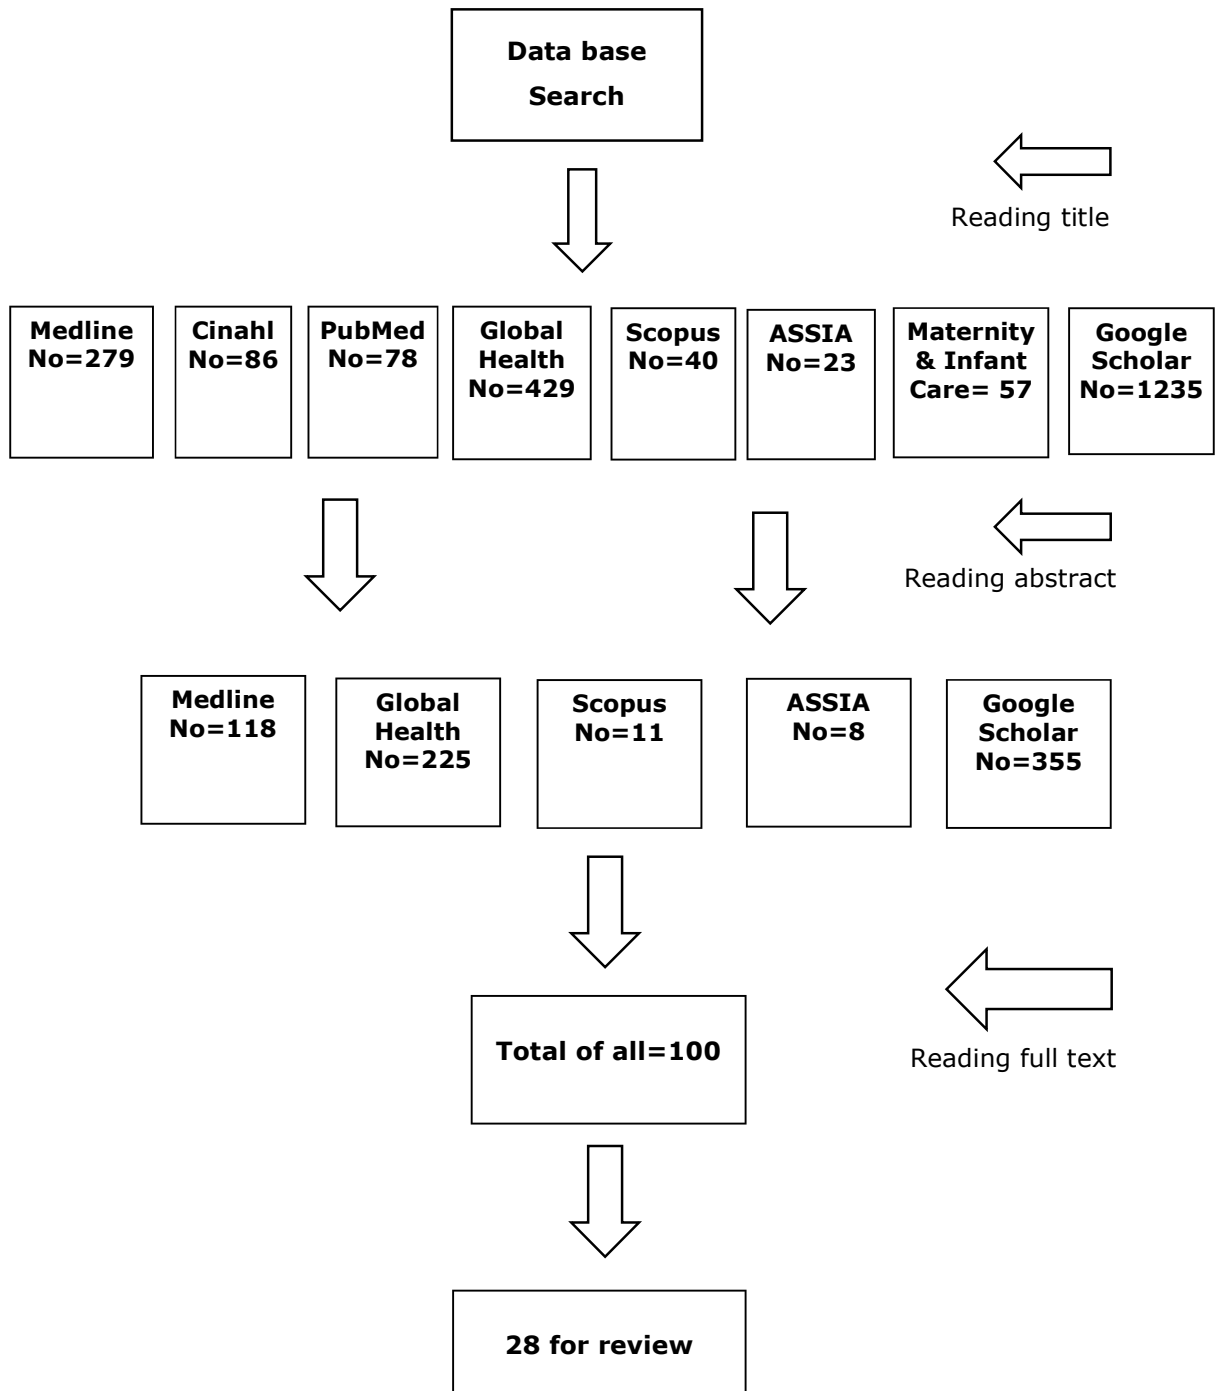 Data base
Search
Reading title
Medline
No=279
Cinahl
No=86
PubMed
No=78
Global
Health
No=429
Scopus
No=40
ASSIA
No=23
Maternity
& Infant
Care= 57
Google
Scholar
No=1235
Reading abstract
Medline
No=118
Global
Health
No=225
Scopus
No=11
ASSIA
No=8
Google
Scholar
No=355
Total of all=100
Reading full text
28 for review